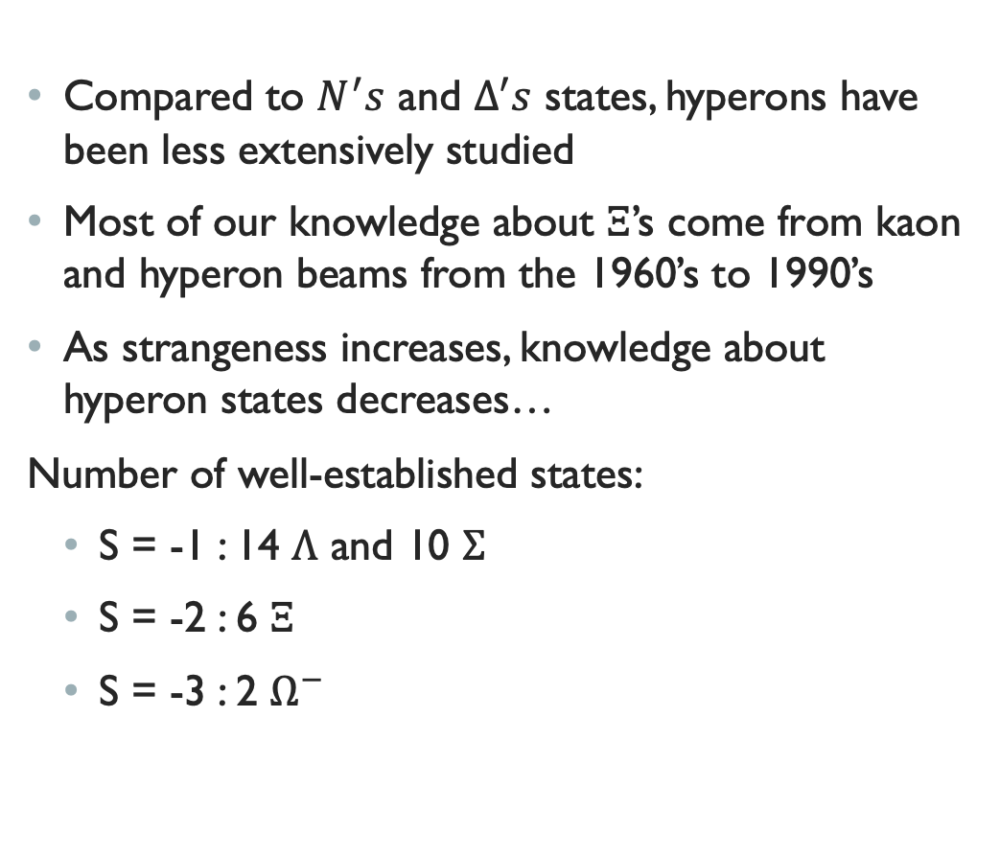 • Compared to N's and Δ's states, hyperons have
been less extensively studied
• Most of our knowledge about Ξ’s come from kaon
and hyperon beams from the 1960’s to 1990’s
• As strangeness increases, knowledge about
hyperon states decreases…
Number of well-established states:
• S = -1 : 14 Λ and 10 Σ
• S = -2 : 6 Ξ
• S = -3 : 2 Ω⁻